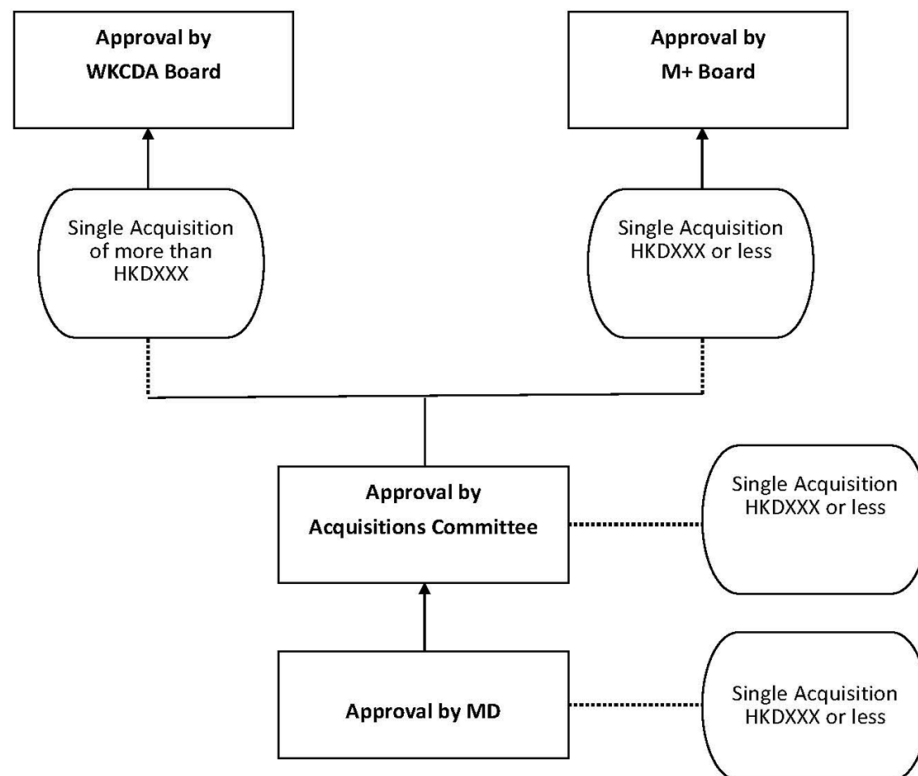 Approval by
WKCDA Board
Approval by
M+ Board
Single Acquisition
of more than
HKDXXX
Single Acquisition
HKDXXX or less
Approval by
Acquisitions Committee
Single Acquisition
HKDXXX or less
Approval by MD
Single Acquisition
HKDXXX or less